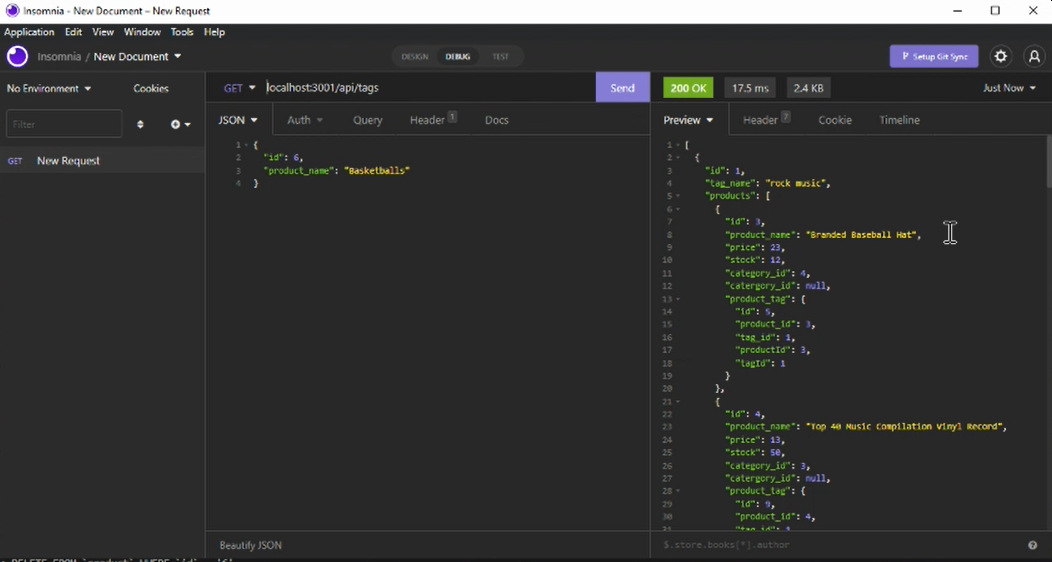 Insomnia - New Document – New Request
Application Edit View Window Tools Help
Insomnia / New Document
DESIGN DEBUG TEST
Setup Git Sync
No Environment Cookies
GET localhost:3001/api/tags Send
200 OK 17.5 ms 2.4 KB Just Now
Filter
JSON Auth Query Header 1 Docs
Preview Header 7 Cookie Timeline
GET New Request
1 {
2 "id": 6,
3 "product_name": "Basketballs"
4 }
1 [
2 {
3 "id": 1,
4 "tag_name": "rock music",
5 "products": [
6 {
7 "id": 3,
8 "product_name": "Branded Baseball Hat",
9 "price": 23,
10 "stock": 12,
11 "category_id": 4,
12 "catergory_id": null,
13 "product_tag": {
14 "id": 5,
15 "product_id": 3,
16 "tag_id": 1,
17 "productId": 3,
18 "tagId": 1
19 }
20 },
21 {
22 "id": 4,
23 "product_name": "Top 40 Music Compilation Vinyl Record",
24 "price": 13,
25 "stock": 50,
26 "category_id": 3,
27 "catergory_id": null,
28 "product_tag": {
29 "id": 9,
30 "product_id": 4,
31 "tag_id": 1
Beautify JSON
$.store.books[*].author